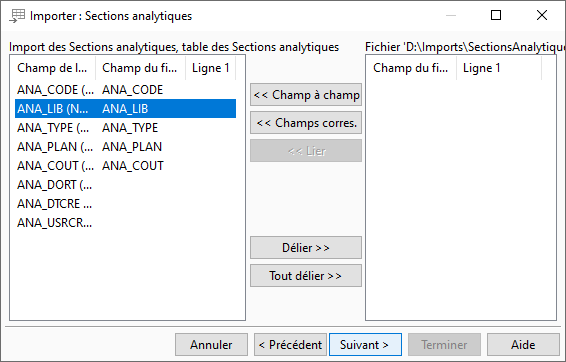 Importer : Sections analytiques
Import des Sections analytiques, table des Sections analytiques
Fichier 'D:\Imports\SectionsAnalytique
Champ de l... Champ du fi... Ligne 1
ANA_CODE (... ANA_CODE
ANA_LIB (N... ANA_LIB
ANA_TYPE (... ANA_TYPE
ANA_PLAN (... ANA_PLAN
ANA_COUT (... ANA_COUT
ANA_DORT (...
ANA_DTCRE ...
ANA_USRCR...
<< Champ à champ
<< Champs corres.
<< Lier
Délier >>
Tout délier >>
Champ du fi... Ligne 1
Annuler < Précédent Suivant > Terminer Aide